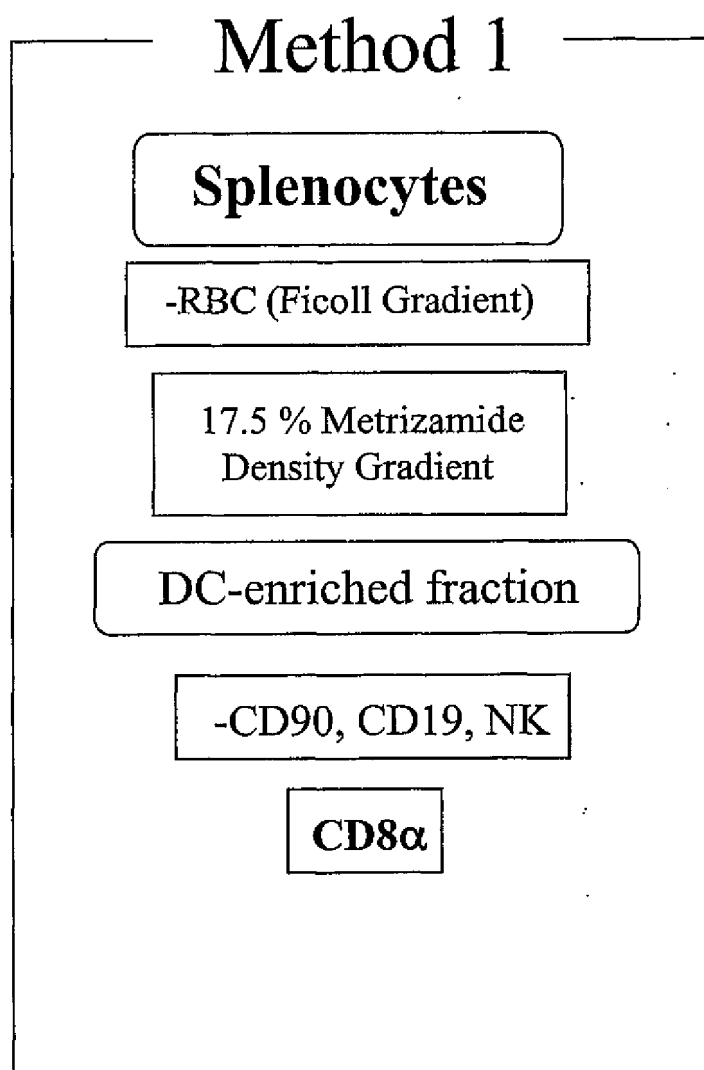 Method 1
Splenocytes
-RBC (Ficoll Gradient)
17.5 % Metrizamide
Density Gradient
DC-enriched fraction
-CD90, CD19, NK
CD8α